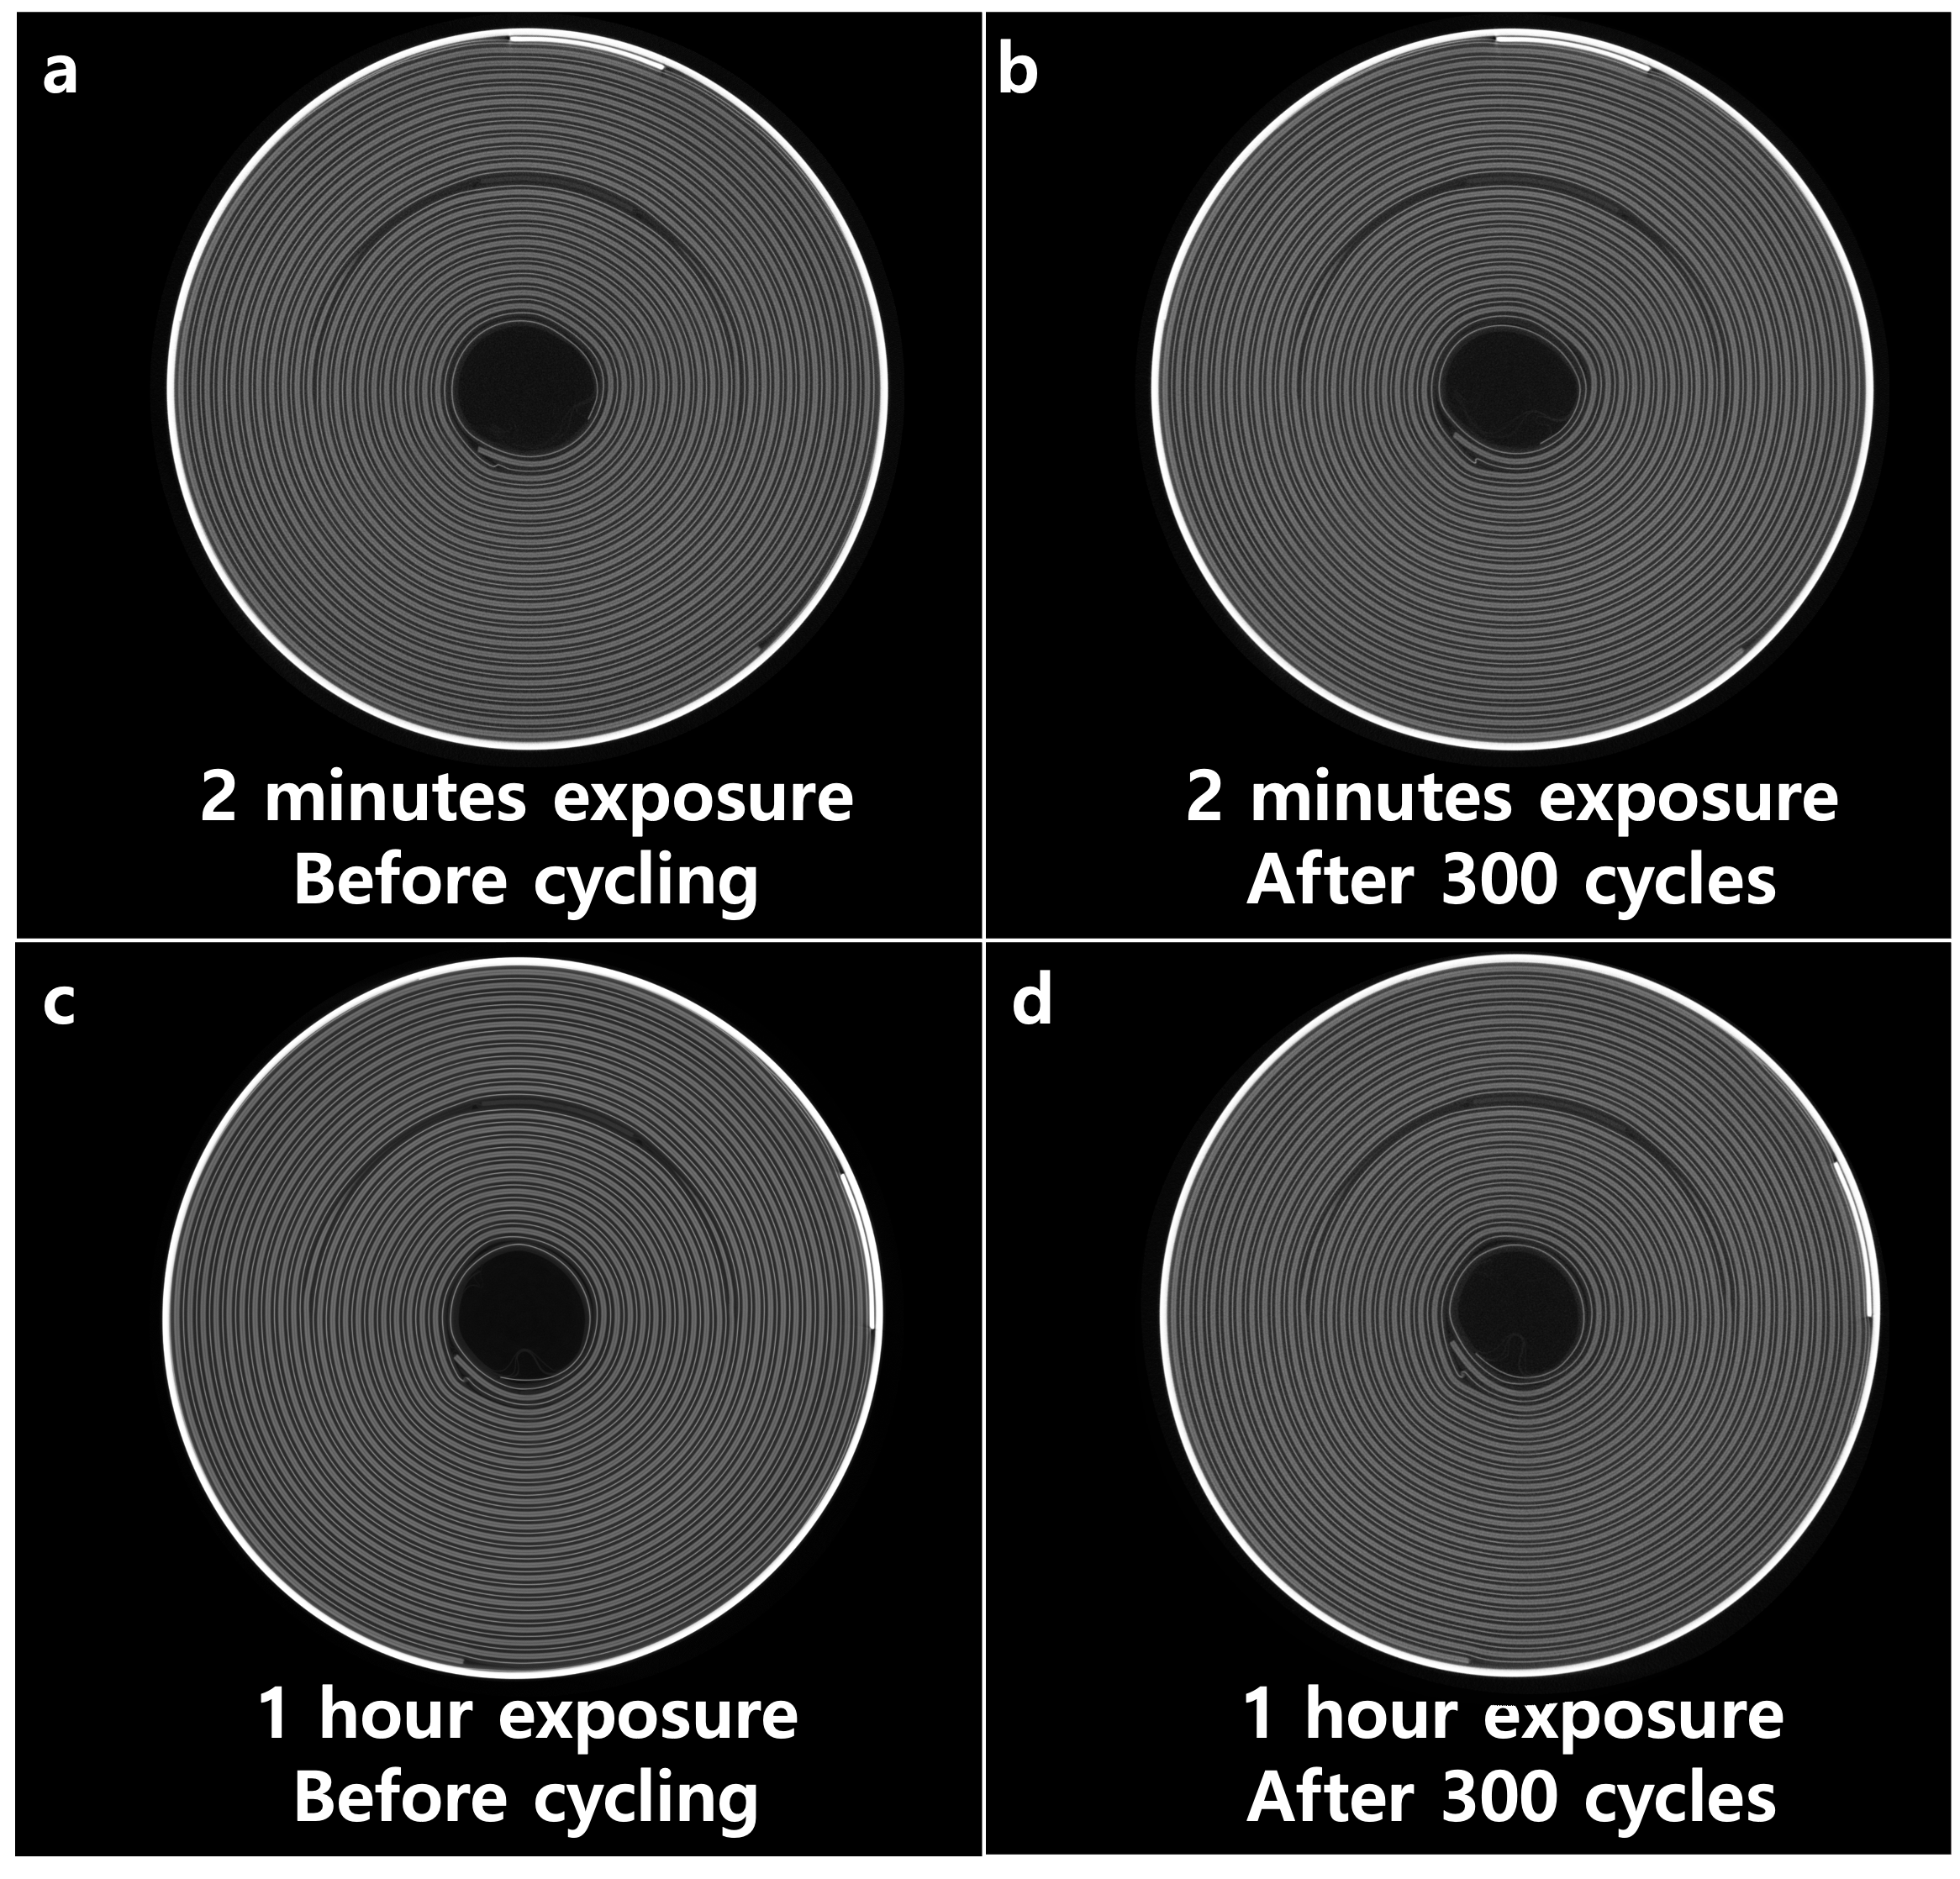 a
b
2 minutes exposure
Before cycling
2 minutes exposure
After 300 cycles
c
d
1 hour exposure
Before cycling
1 hour exposure
After 300 cycles